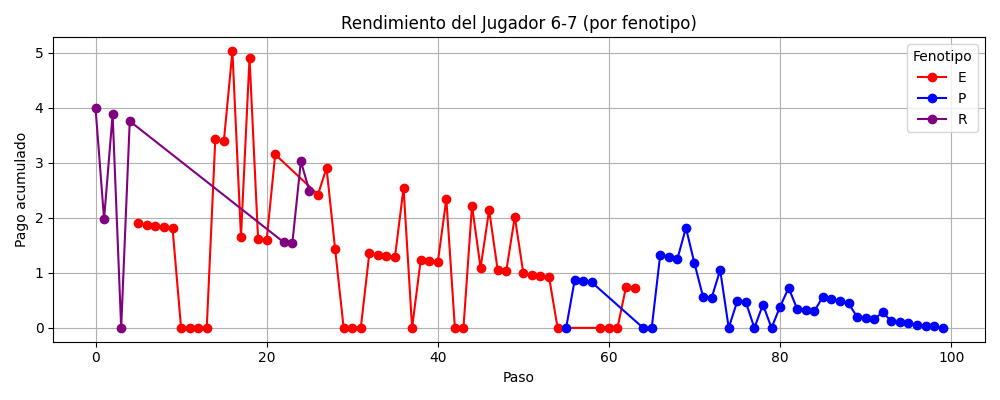 Rendimiento del Jugador 6-7 (por fenotipo)
Pago acumulado
5
4
3
2
1
0
Fenotipo
E
P
R
0
20
40
60
80
100
Paso